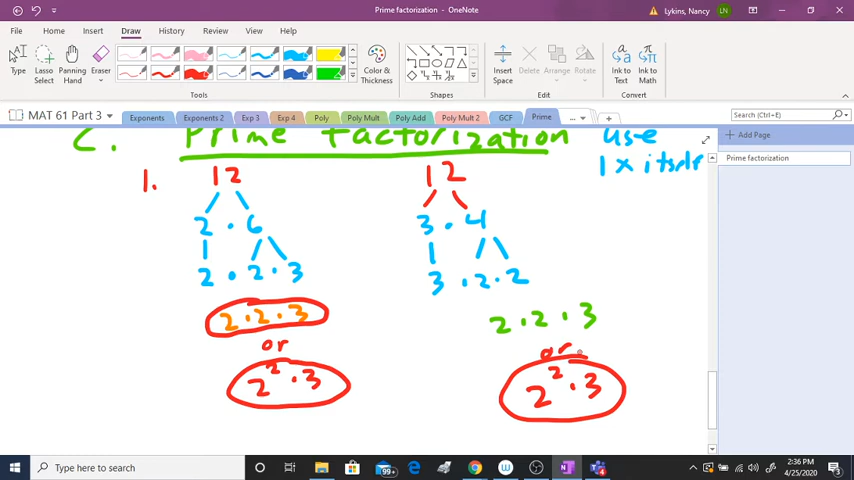 Prime factorization - OneNote
Lykins, Nancy LN
File Home Insert Draw History Review View Help
Type Lasso Select Panning Hand Eraser Color & Thickness Insert Space Delete Arrange Rotate Ink to Text Ink to Math
Tools Shapes Edit Convert
MAT 61 Part 3 Exponents Exponents 2 Exp 3 Exp 4 Poly Poly Mult Poly Add Poly Mult 2 GCF Prime ... + Search (Ctrl+E)
+ Add Page
Prime factorization
C. Prime Factorization use
1 x itself
1. 12 12
2 · 6 3 · 4
2 · 2 · 3 3 · 2 · 2
2 · 2 · 3 2 · 2 · 3
or or
2² · 3 2² · 3
Type here to search
99+
2:36 PM
4/25/2020
3